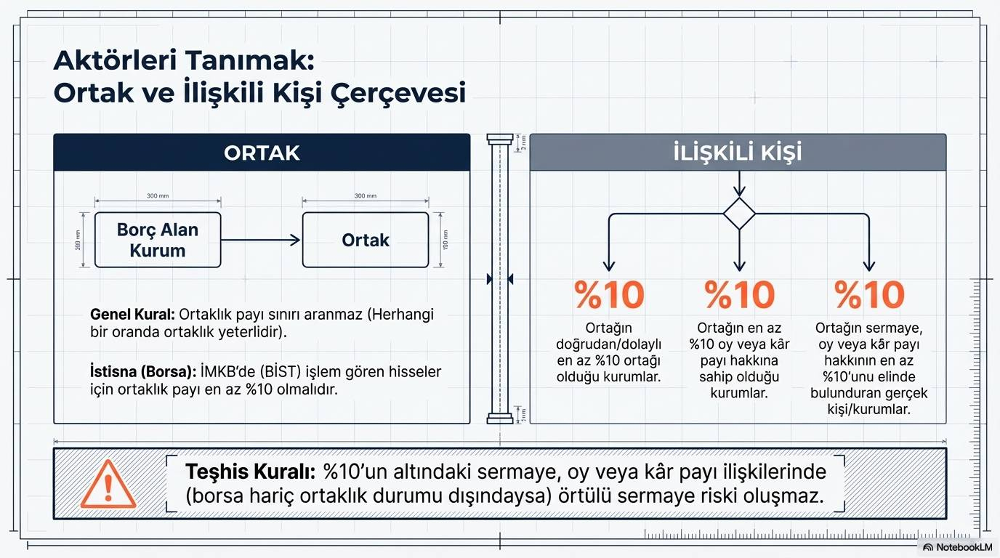 Aktörleri Tanımak:
Ortak ve İlişkili Kişi Çerçevesi
ORTAK
300 mm
300 mm
Borç Alan
Kurum
Ortak
100 mm
Genel Kural: Ortaklık payı sınırı aranmaz (Herhangi
bir oranda ortaklık yeterlidir).
İstisna (Borsa): İMKB'de (BİST) işlem gören hisseler
için ortaklık payı en az %10 olmalıdır.
2 mm
İLİŞKİLİ KİŞİ
%10
Ortağın
doğrudan/dolaylı
en az %10 ortağı
olduğu kurumlar.
%10
Ortağın en az
%10 oy veya kâr
payı hakkına
sahip olduğu
kurumlar.
%10
Ortağın sermaye,
oy veya kâr payı
hakkının en az
%10'unu elinde
bulunduran gerçek
kişi/kurumlar.
Teşhis Kuralı: %10'un altındaki sermaye, oy veya kâr payı ilişkilerinde
(borsa hariç ortaklık durumu dışındaysa) örtülü sermaye riski oluşmaz.
NotebookLM